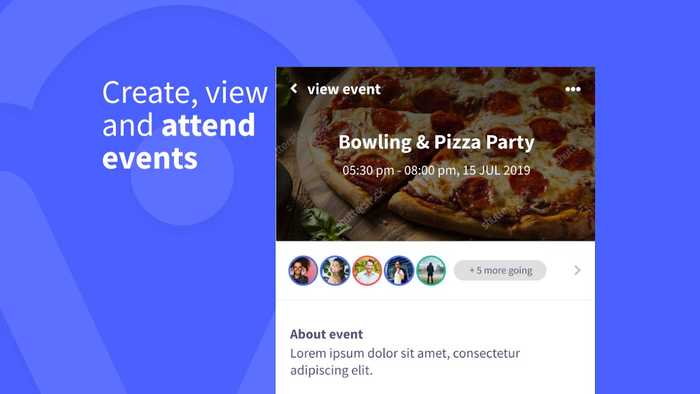 Create, view
and attend
events
view event
Bowling & Pizza Party
05:30 pm - 08:00 pm, 15 JUL 2019
+ 5 more going
About event
Lorem ipsum dolor sit amet, consectetur
adipiscing elit.